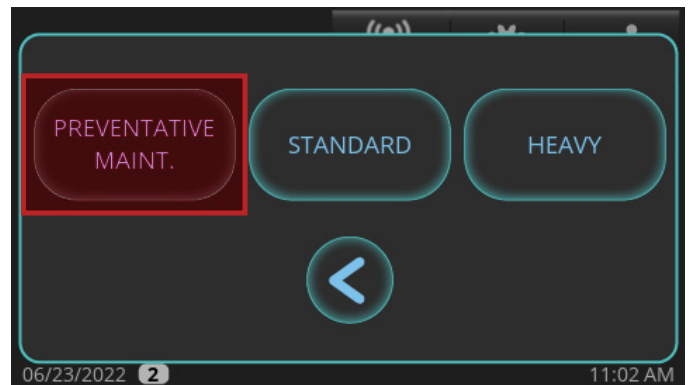 PREVENTATIVE
MAINT.
STANDARD
HEAVY
06/23/2022 2
11:02 AM